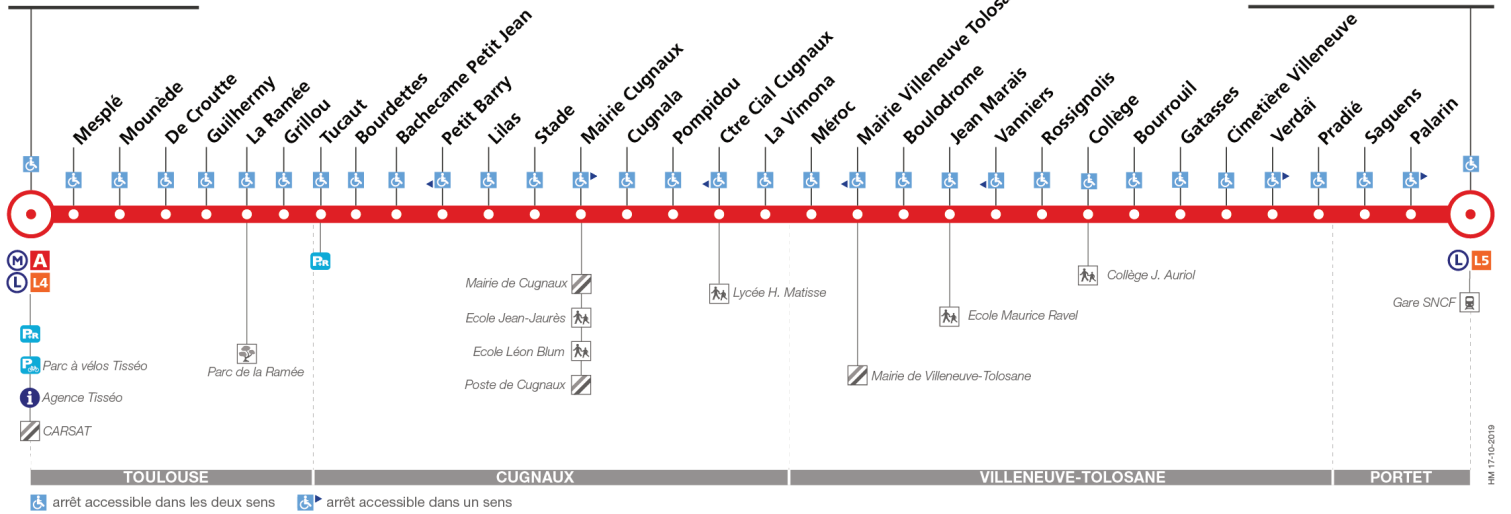 Mesplé
Mounède
De Croutte
Guilhermy
La Ramée
Grillou
Tucaut
Bourdettes
Bachecame Petit Jean
Petit Barry
Lilas
Stade
Mairie Cugnaux
Cugnala
Pompidou
Ctre Cial Cugnaux
La Vimona
Méroc
Mairie Villeneuve
Boulodrome
Jean Marais
Vanniers
Rossignolis
Collège
Bourrouil
Gatasses
Cimetière Villeneuve
Verdaï
Pradié
Saguens
Palarin
M A
L L4
L L5
P+R
P+R
P
Mairie de Cugnaux
Ecole Jean-Jaurès
Ecole Léon Blum
Poste de Cugnaux
Lycée H. Matisse
Collège J. Auriol
Ecole Maurice Ravel
Mairie de Villeneuve-Tolosane
Gare SNCF
Parc de la Ramée
Parc à vélos Tisséo
i Agence Tisséo
CARSAT
HM 17-10-2019
TOULOUSE
CUGNAUX
VILLENEUVE-TOLOSANE
PORTET
arrêt accessible dans les deux sens
arrêt accessible dans un sens